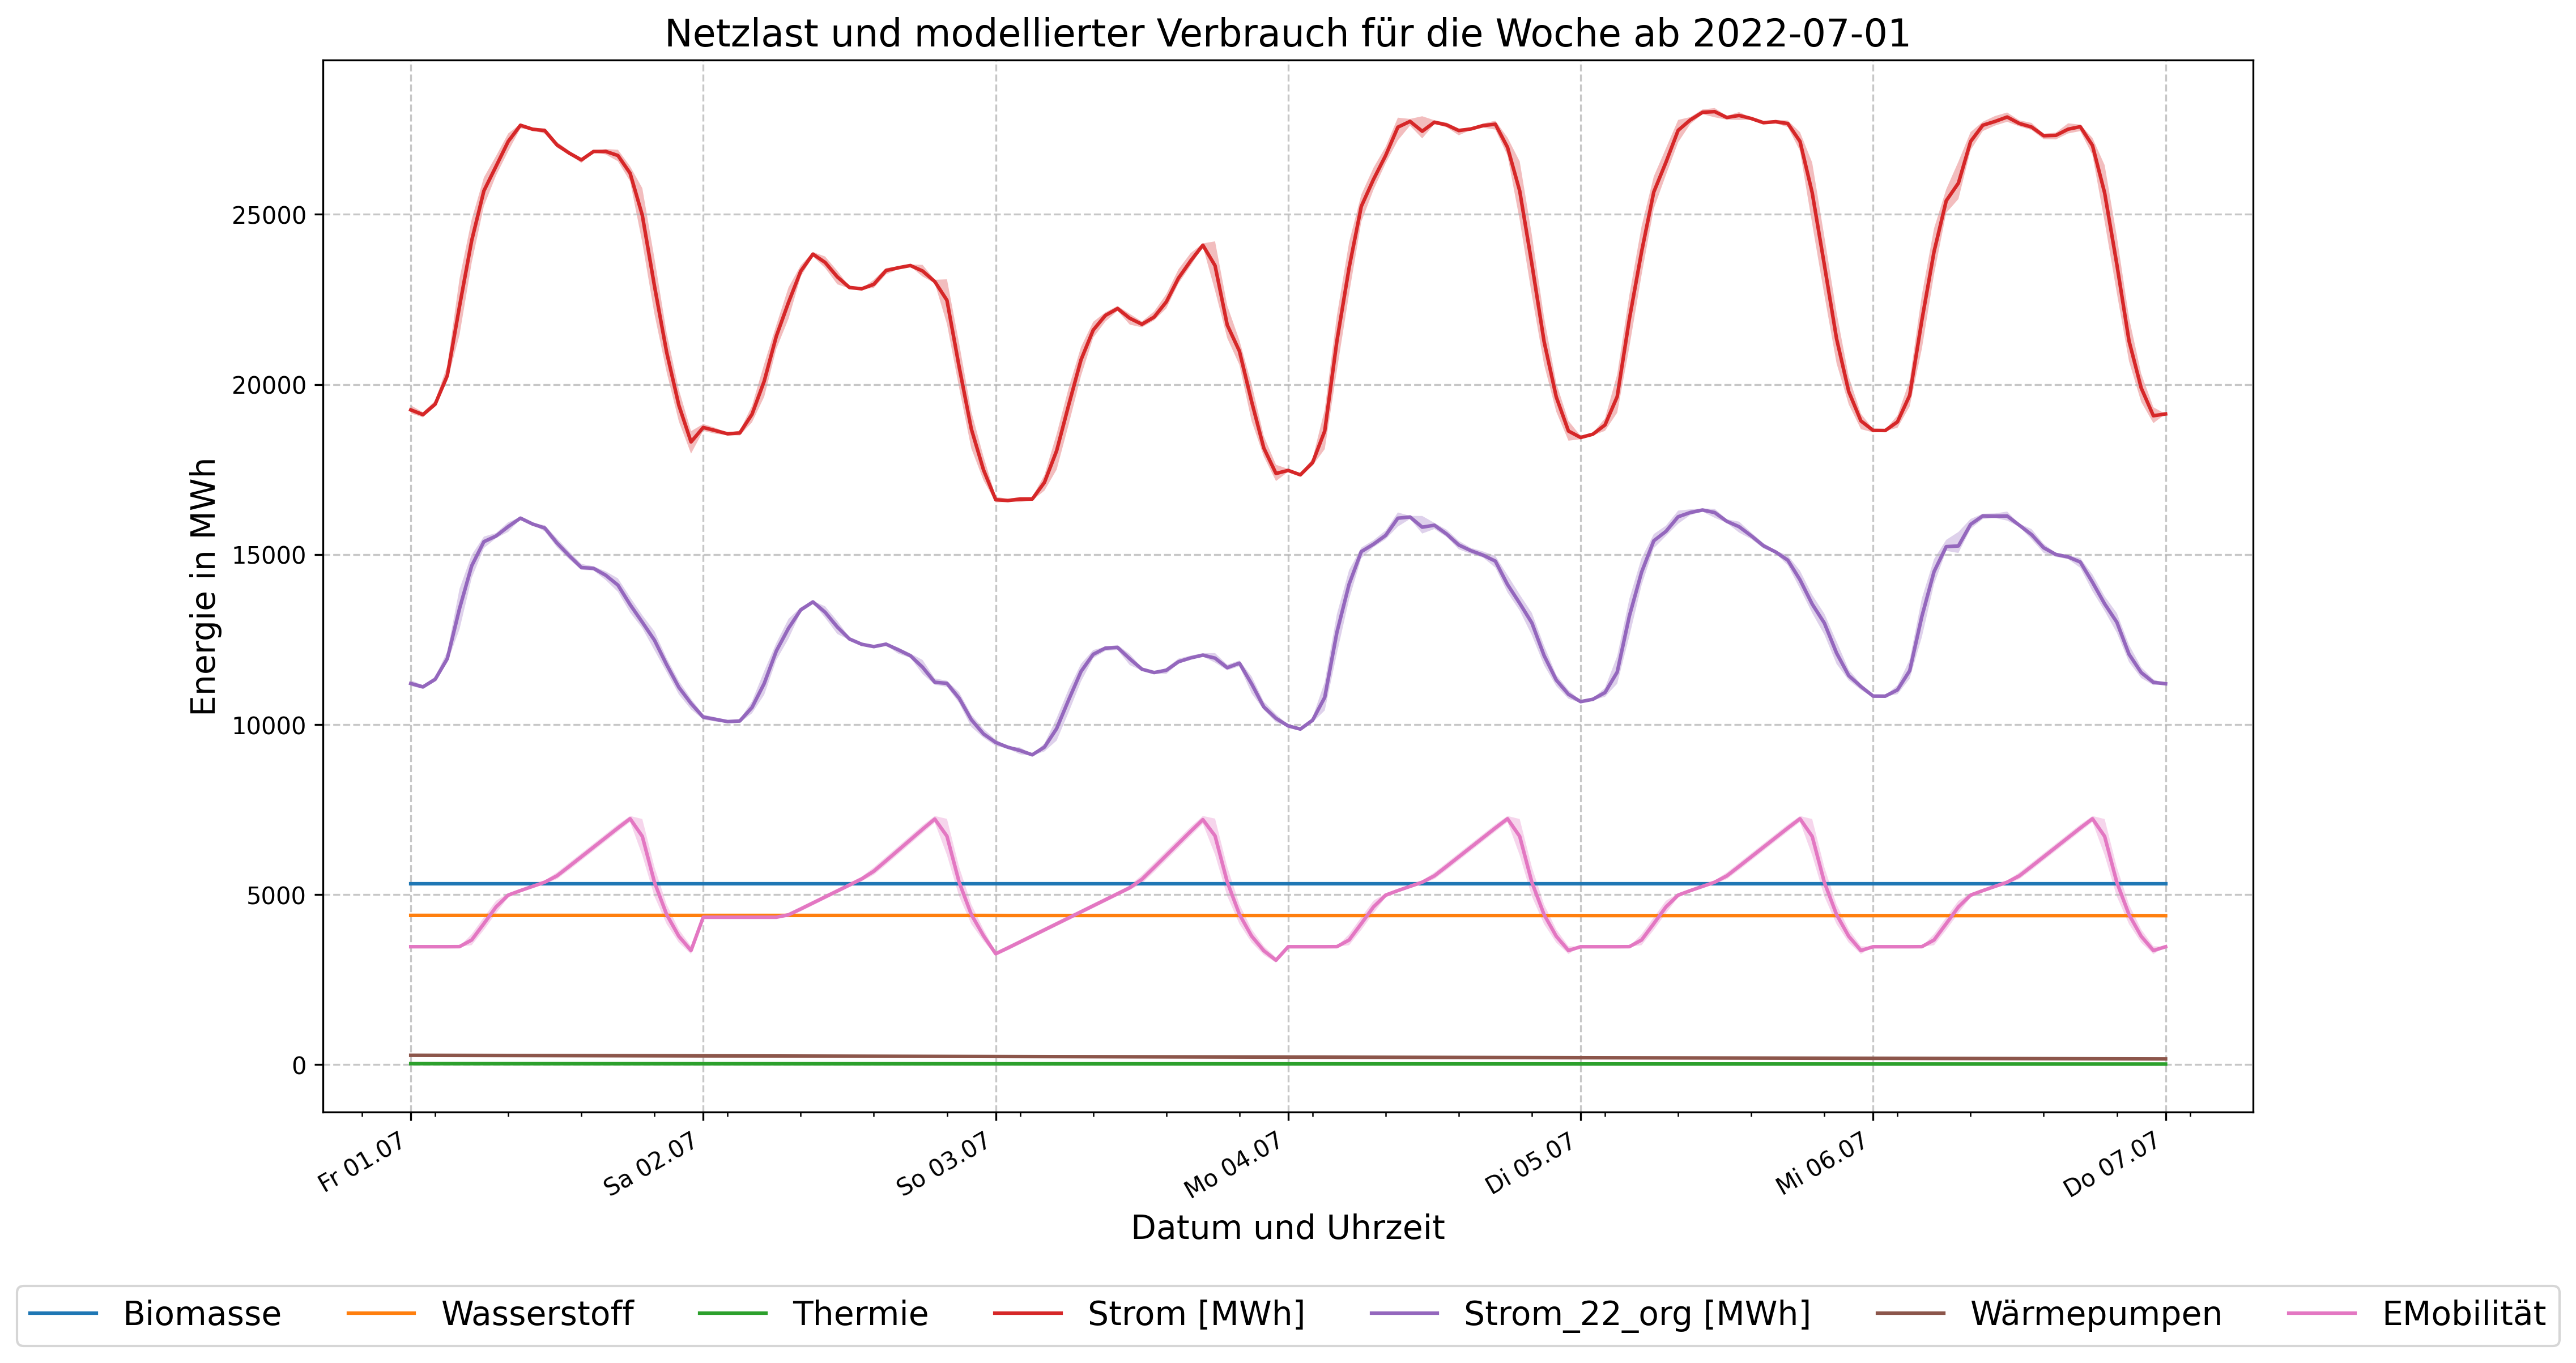 Netzlast und modellierter Verbrauch für die Woche ab 2022-07-01
Energie in MWh
25000
20000
15000
10000
5000
0
Fr 01.07
Sa 02.07
So 03.07
Mo 04.07
Di 05.07
Mi 06.07
Do 07.07
Datum und Uhrzeit
Biomasse
Wasserstoff
Thermie
Strom [MWh]
Strom_22_org [MWh]
Wärmepumpen
EMobilität